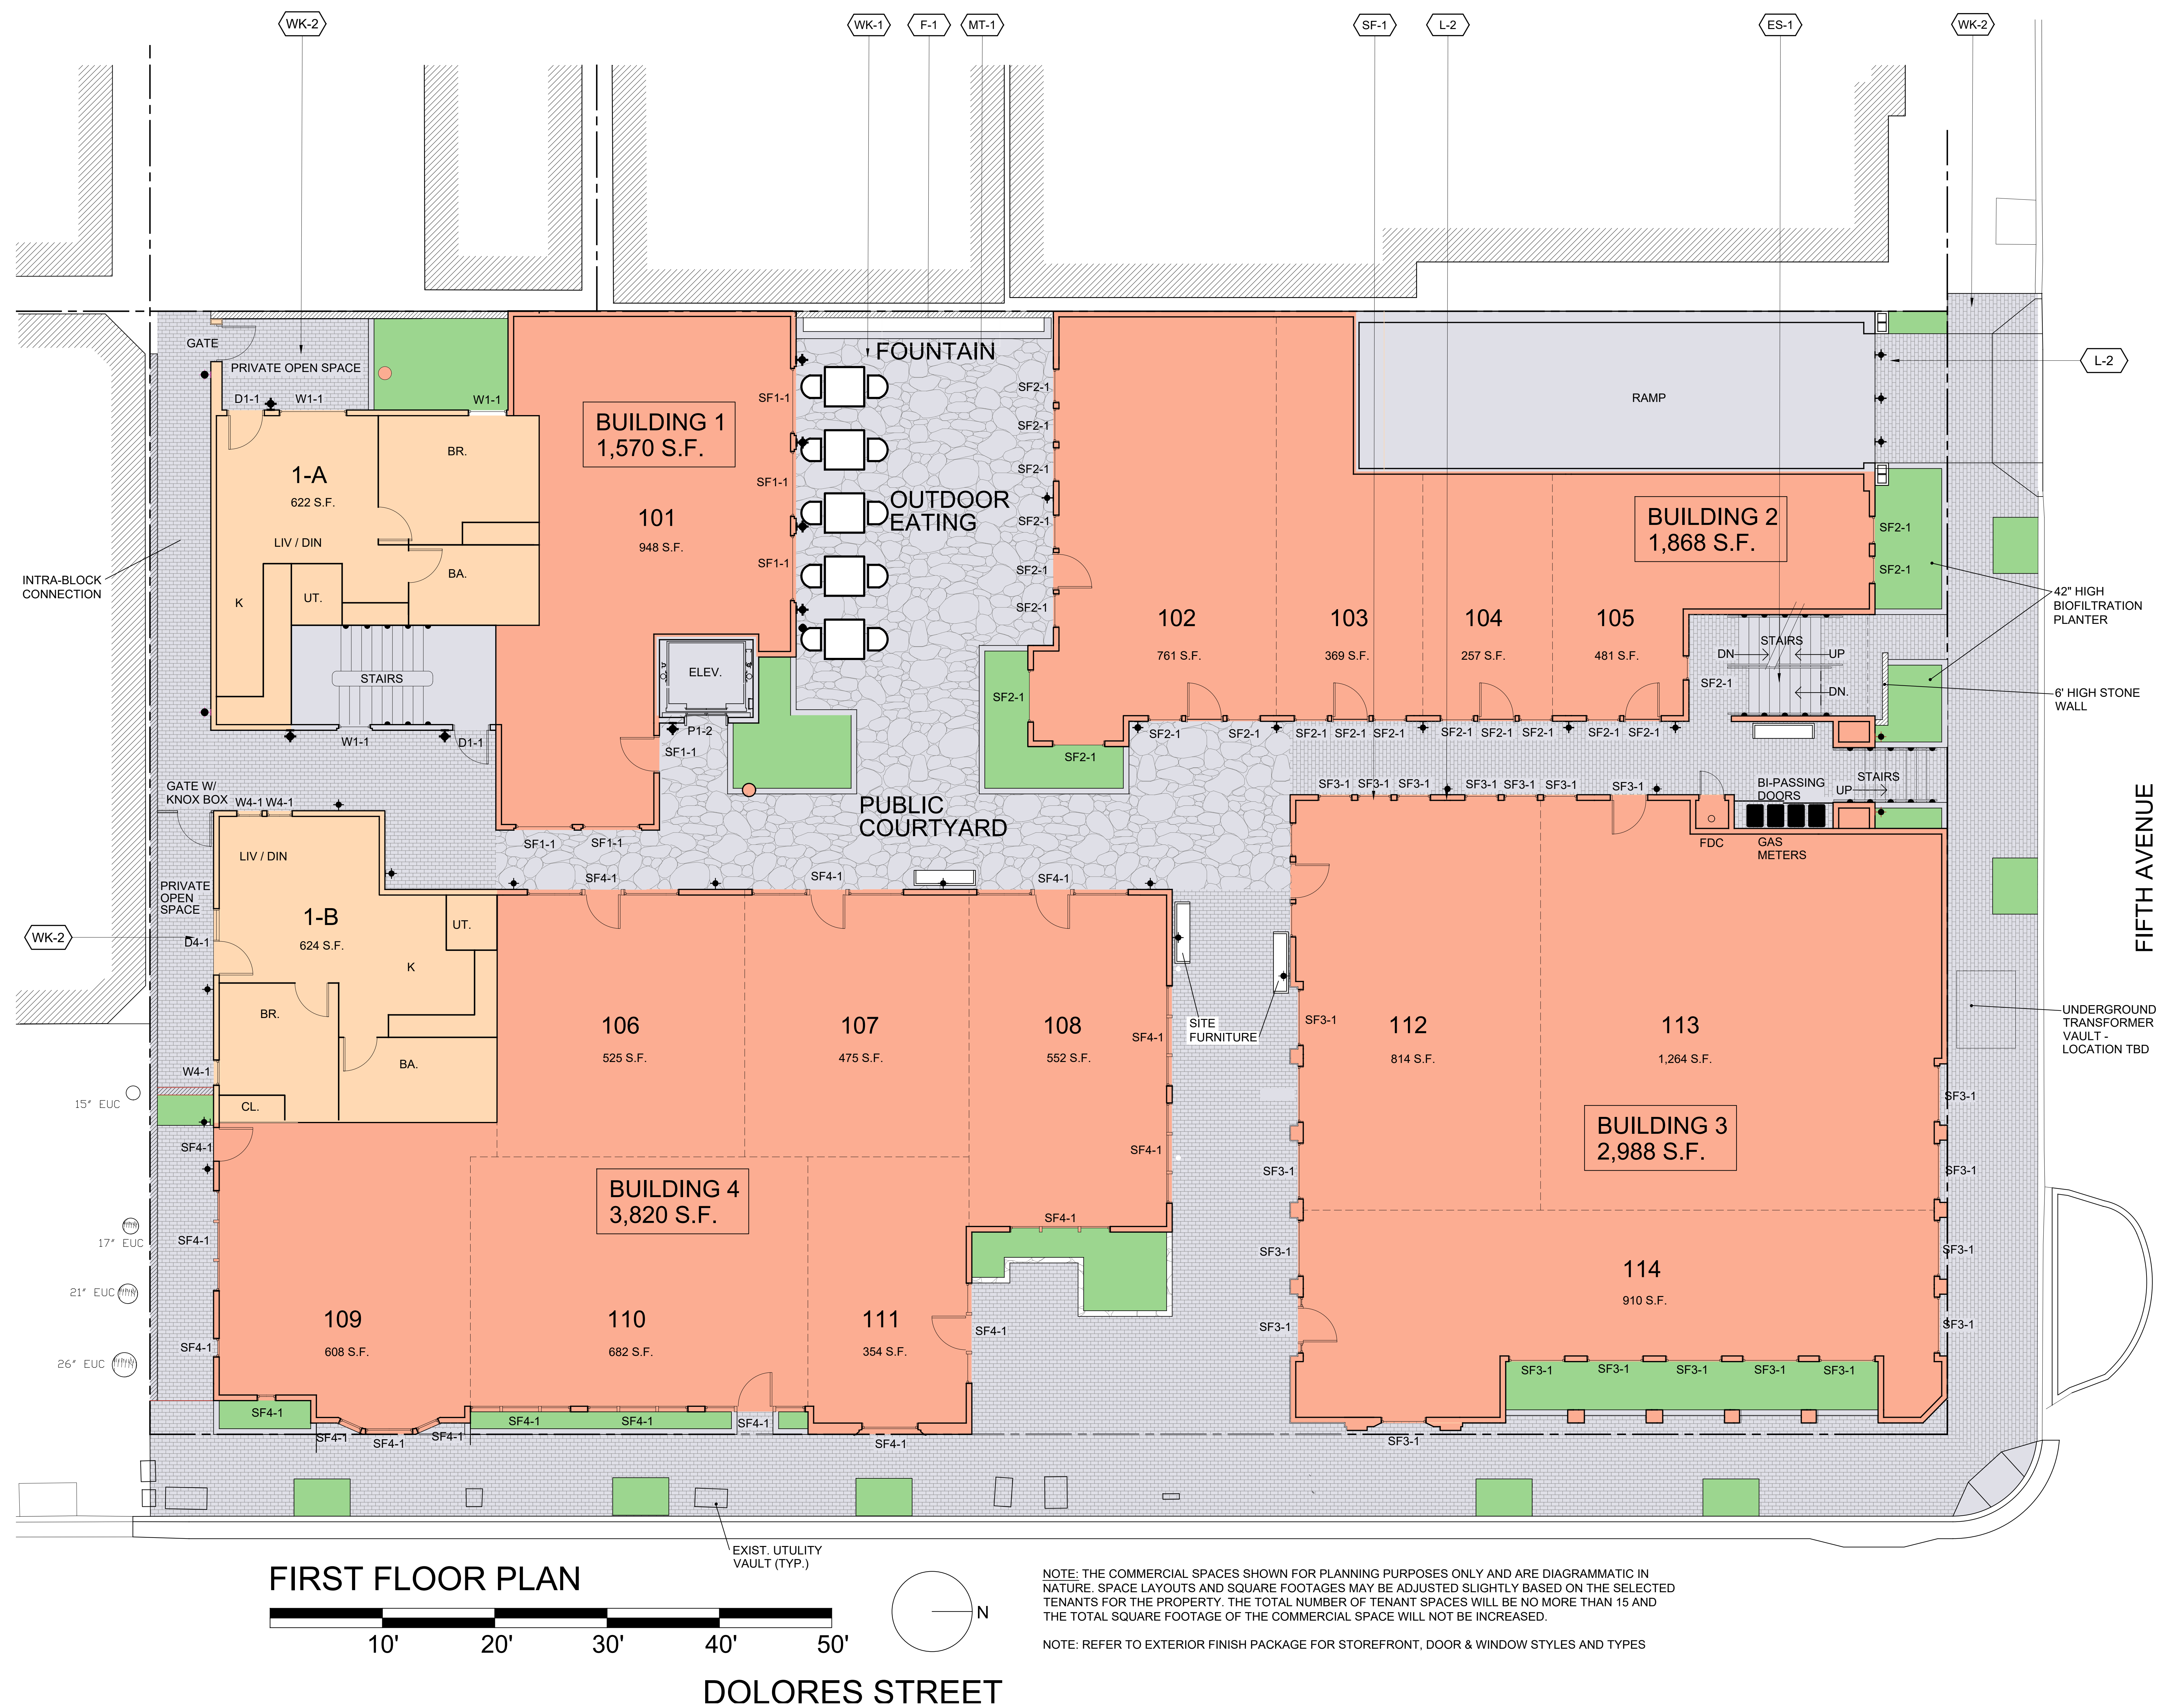 WK-2
WK-1
F-1
MT-1
SF-1
L-2
ES-1
WK-2
GATE
PRIVATE OPEN SPACE
D1-1
W1-1
W1-1
1-A
622 S.F.
BR.
LIV / DIN
BA.
K
UT.
STAIRS
INTRA-BLOCK
CONNECTION
W1-1
D1-1
BUILDING 1
1,570 S.F.
101
948 S.F.
SF1-1
SF1-1
SF1-1
ELEV.
P1-2
SF1-1
SF1-1
SF1-1
FOUNTAIN
OUTDOOR
EATING
PUBLIC
COURTYARD
SF2-1
SF2-1
SF2-1
SF2-1
SF2-1
SF2-1
SF2-1
SF2-1
RAMP
L-2
BUILDING 2
1,868 S.F.
SF2-1
SF2-1
102
761 S.F.
103
369 S.F.
104
257 S.F.
105
481 S.F.
SF2-1
STAIRS
DN
UP
DN.
42" HIGH
BIOFILTRATION
PLANTER
6' HIGH STONE
WALL
SF2-1
SF2-1
SF2-1
SF2-1
SF2-1
SF2-1
SF2-1
SF2-1
SF2-1
SF2-1
SF3-1
SF3-1
SF3-1
SF3-1
SF3-1
SF3-1
SF3-1
BI-PASSING
DOORS
STAIRS
UP
FDC
GAS
METERS
FIFTH AVENUE
GATE W/
KNOX BOX
W4-1
W4-1
LIV / DIN
PRIVATE
OPEN
SPACE
1-B
624 S.F.
UT.
K
WK-2
D4-1
BR.
BA.
W4-1
CL.
15" EUC
17" EUC
21" EUC
26" EUC
SF4-1
SF4-1
SF4-1
SF4-1
SF4-1
SF4-1
106
525 S.F.
107
475 S.F.
108
552 S.F.
SF4-1
SF4-1
SITE
FURNITURE
SF3-1
112
814 S.F.
113
1,264 S.F.
UNDERGROUND
TRANSFORMER
VAULT -
LOCATION TBD
BUILDING 3
2,988 S.F.
SF3-1
SF3-1
SF3-1
SF3-1
SF3-1
SF3-1
SF3-1
BUILDING 4
3,820 S.F.
SF4-1
109
608 S.F.
110
682 S.F.
111
354 S.F.
SF4-1
114
910 S.F.
SF3-1
SF3-1
SF3-1
SF3-1
SF3-1
SF4-1
SF4-1
SF4-1
SF4-1
SF4-1
SF4-1
SF4-1
SF4-1
SF3-1
EXIST. UTULITY
VAULT (TYP.)
FIRST FLOOR PLAN
10'
20'
30'
40'
50'
N
NOTE: THE COMMERCIAL SPACES SHOWN FOR PLANNING PURPOSES ONLY AND ARE DIAGRAMMATIC IN
NATURE. SPACE LAYOUTS AND SQUARE FOOTAGES MAY BE ADJUSTED SLIGHTLY BASED ON THE SELECTED
TENANTS FOR THE PROPERTY. THE TOTAL NUMBER OF TENANT SPACES WILL BE NO MORE THAN 15 AND
THE TOTAL SQUARE FOOTAGE OF THE COMMERCIAL SPACE WILL NOT BE INCREASED.
NOTE: REFER TO EXTERIOR FINISH PACKAGE FOR STOREFRONT, DOOR & WINDOW STYLES AND TYPES
DOLORES STREET